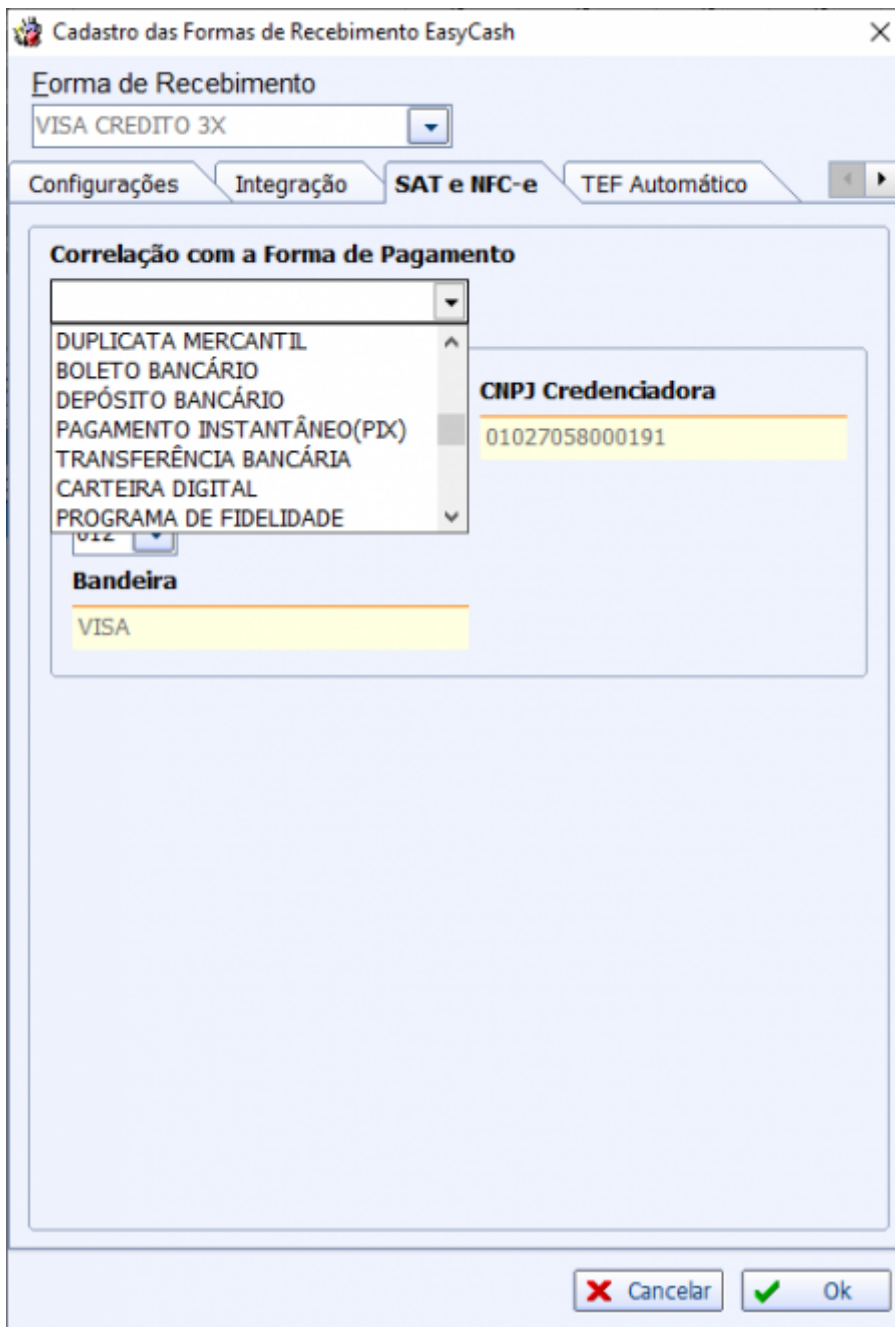 Cadastro das Formas de Recebimento EasyCash
Forma de Recebimento
VISA CREDITO 3X
Configurações Integração SAT e NFC-e TEF Automático
Correlação com a Forma de Pagamento
DUPLICATA MERCANTIL
BOLETO BANCÁRIO
DEPÓSITO BANCÁRIO
PAGAMENTO INSTANTÂNEO(PIX)
TRANSFERÊNCIA BANCÁRIA
CARTEIRA DIGITAL
PROGRAMA DE FIDELIDADE
CNPJ Credenciadora
01027058000191
012
Bandeira
VISA
Cancelar Ok